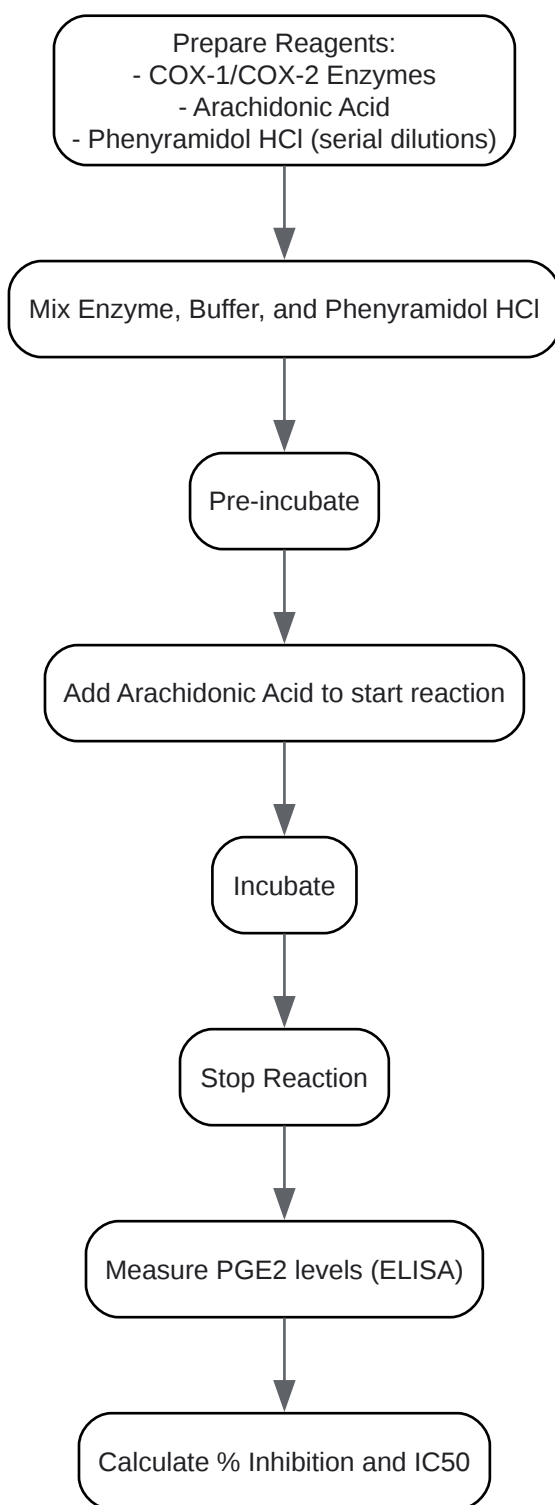 Prepare Reagents:
- COX-1/COX-2 Enzymes
- Arachidonic Acid
- Phenyramidol HCl (serial dilutions)
Mix Enzyme, Buffer, and Phenyramidol HCl
Pre-incubate
Add Arachidonic Acid to start reaction
Incubate
Stop Reaction
Measure PGE2 levels (ELISA)
Calculate % Inhibition and IC50